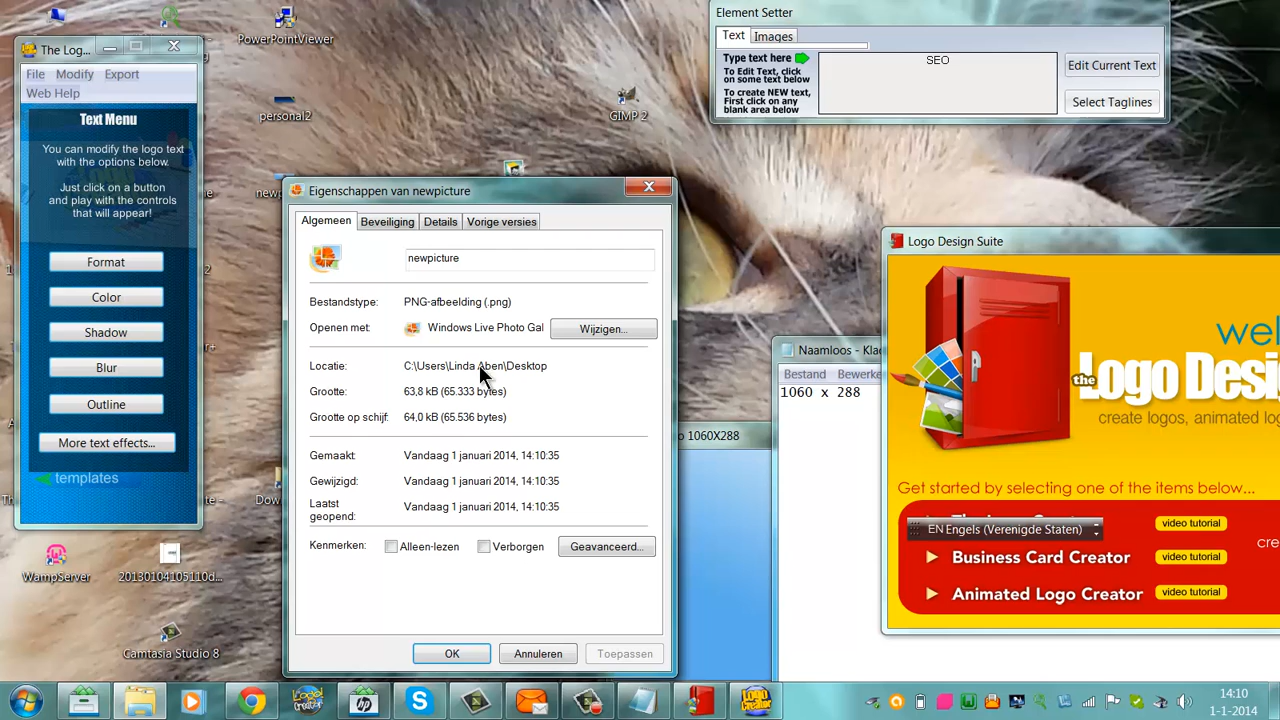 PowerPointViewer
personal2
GIMP 2
The Log...
File Modify Export
Web Help
Text Menu
You can modify the logo text
with the options below.
Just click on a button
and play with the controls
that will appear!
Format
Color
Shadow
Blur
Outline
More text effects...
templates
WampServer
20130104105110d...
Camtasia Studio 8
Element Setter
Text Images
Type text here
To Edit Text, click
on some text below
To create NEW text,
First click on any
blank area below
SEO
Edit Current Text
Select Taglines
Eigenschappen van newpicture
Algemeen Beveiliging Details Vorige versies
newpicture
Bestandstype: PNG-afbeelding (.png)
Openen met: Windows Live Photo Gal Wijzigen...
Locatie: C:\Users\Linda Aben\Desktop
Grootte: 63,8 kB (65.333 bytes)
Grootte op schijf: 64,0 kB (65.536 bytes)
Gemaakt: Vandaag 1 januari 2014, 14:10:35
Gewijzigd: Vandaag 1 januari 2014, 14:10:35
Laatst
geopend: Vandaag 1 januari 2014, 14:10:35
Kenmerken: Alleen-lezen Verborgen Geavanceerd...
OK Annuleren Toepassen
Naamloos - Kla
Bestand Bewerke
1060 x 288
1060X288
Logo Design Suite
wel
the Logo Desi
create logos, animated log
Get started by selecting one of the items below...
EN Engels (Verenigde Staten)
video tutorial
Business Card Creator
video tutorial
Animated Logo Creator
video tutorial
cre
14:10
1-1-2014